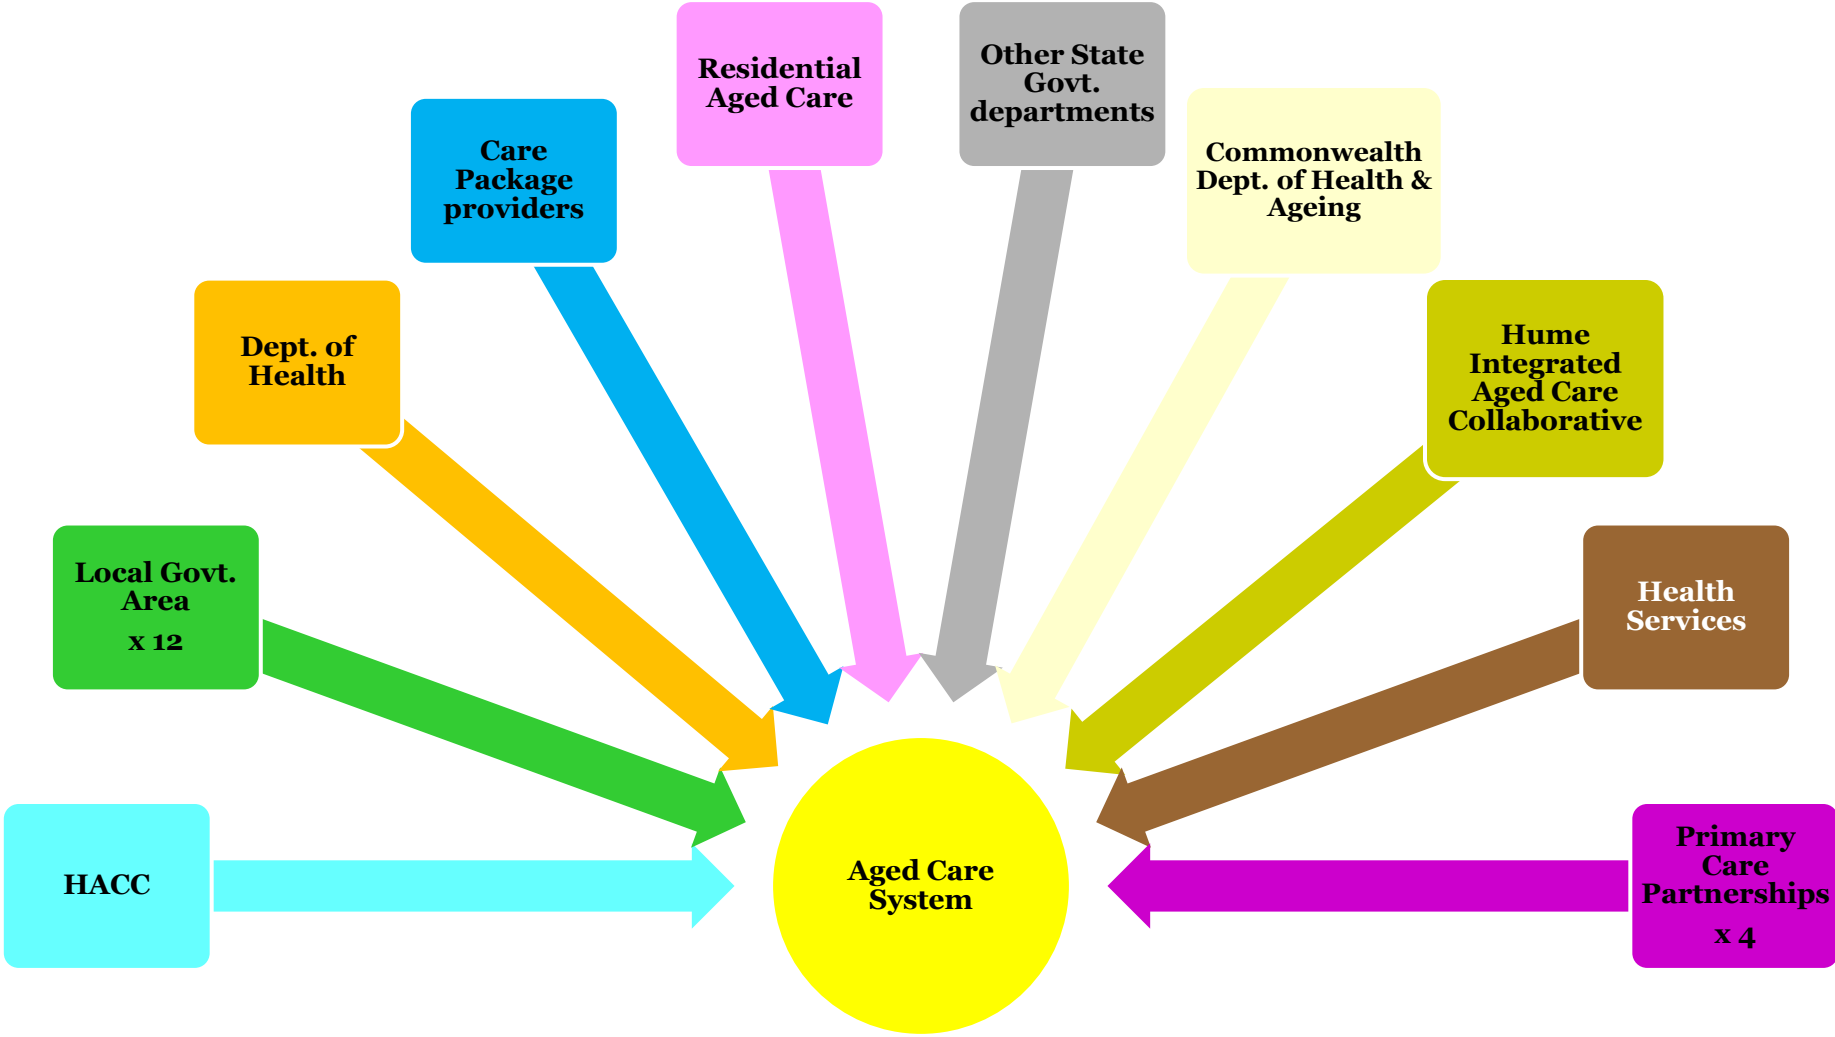 Residential
Aged Care
Other State
Govt.
departments
Care
Package
providers
Commonwealth
Dept. of Health &
Ageing
Dept. of
Health
Hume
Integrated
Aged Care
Collaborative
Local Govt.
Area
x 12
Health
Services
HACC
Aged Care
System
Primary
Care
Partnerships
x 4